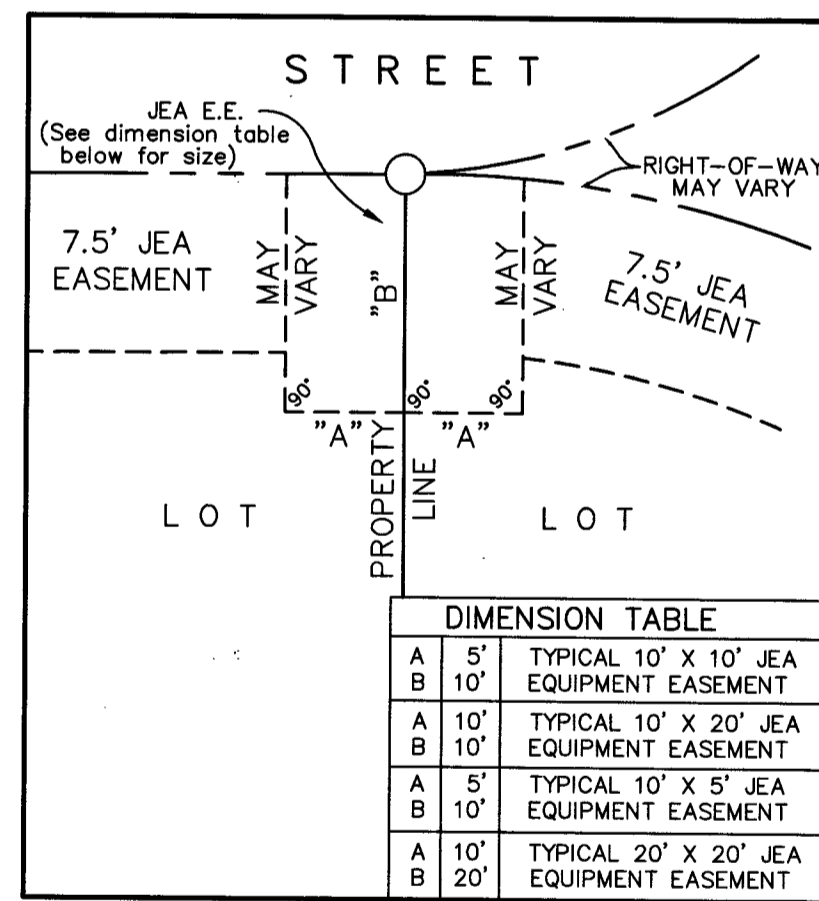 STREET
JEA E.E.
(See dimension table
below for size)
RIGHT-OF-WAY
MAY VARY
7.5' JEA
EASEMENT
MAY
VARY
"B"
MAY
VARY
7.5' JEA
EASEMENT
90°
90°
90°
"A"
"A"
PROPERTY
LINE
LOT
LOT
DIMENSION TABLE
A 5' TYPICAL 10' X 10' JEA
B 10' EQUIPMENT EASEMENT
A 10' TYPICAL 10' X 20' JEA
B 10' EQUIPMENT EASEMENT
A 5' TYPICAL 10' X 5' JEA
B 10' EQUIPMENT EASEMENT
A 10' TYPICAL 20' X 20' JEA
B 20' EQUIPMENT EASEMENT